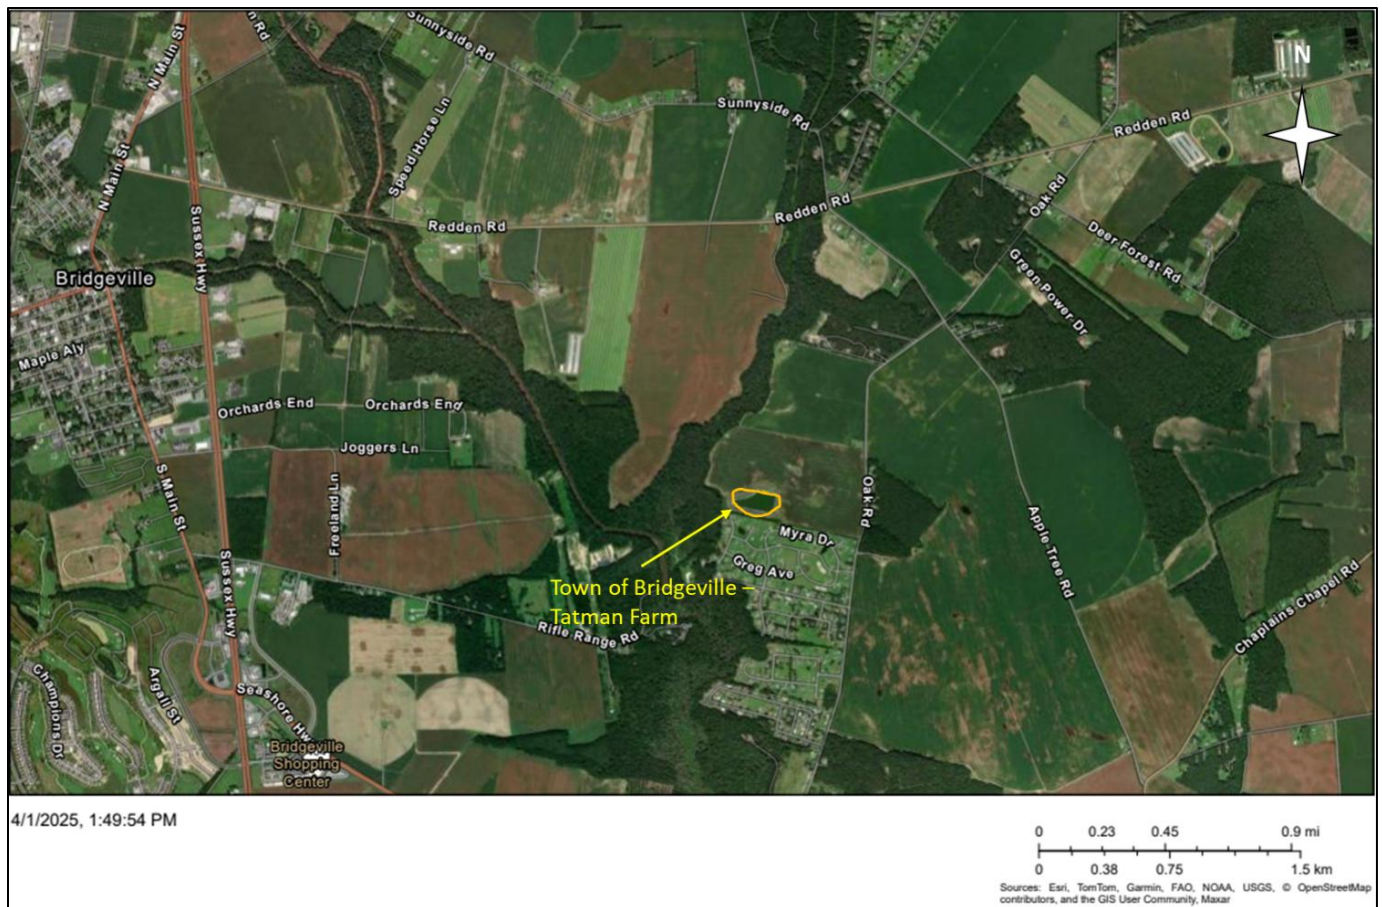 Sunnyside Rd
n Rd
N Main St
N
Sunnyside Rd
Redden Rd
Speed Horse Ln
N Main St
Oak Rd
Redden Rd
Redden Rd
Sussex Hwy
Deer Forest Rd
Green Power Dr
Bridgeville
Maple Aly
Orchards End
Orchards End
Joggers Ln
S Main St
Freeland Ln
Oak Rd
Myra Dr
Apple Tree Rd
Greg Ave
Sussex Hwy
Town of Bridgeville –
Tatman Farm
Chaplains Chapel Rd
Rifle Range Rd
Champions Dr
Argall St
Seashore Hw
Bridgeville
Shopping
Center
4/1/2025, 1:49:54 PM
0 0.23 0.45 0.9 mi
0 0.38 0.75 1.5 km
Sources: Esri, TomTom, Garmin, FAO, NOAA, USGS, © OpenStreetMap
contributors, and the GIS User Community, Maxar